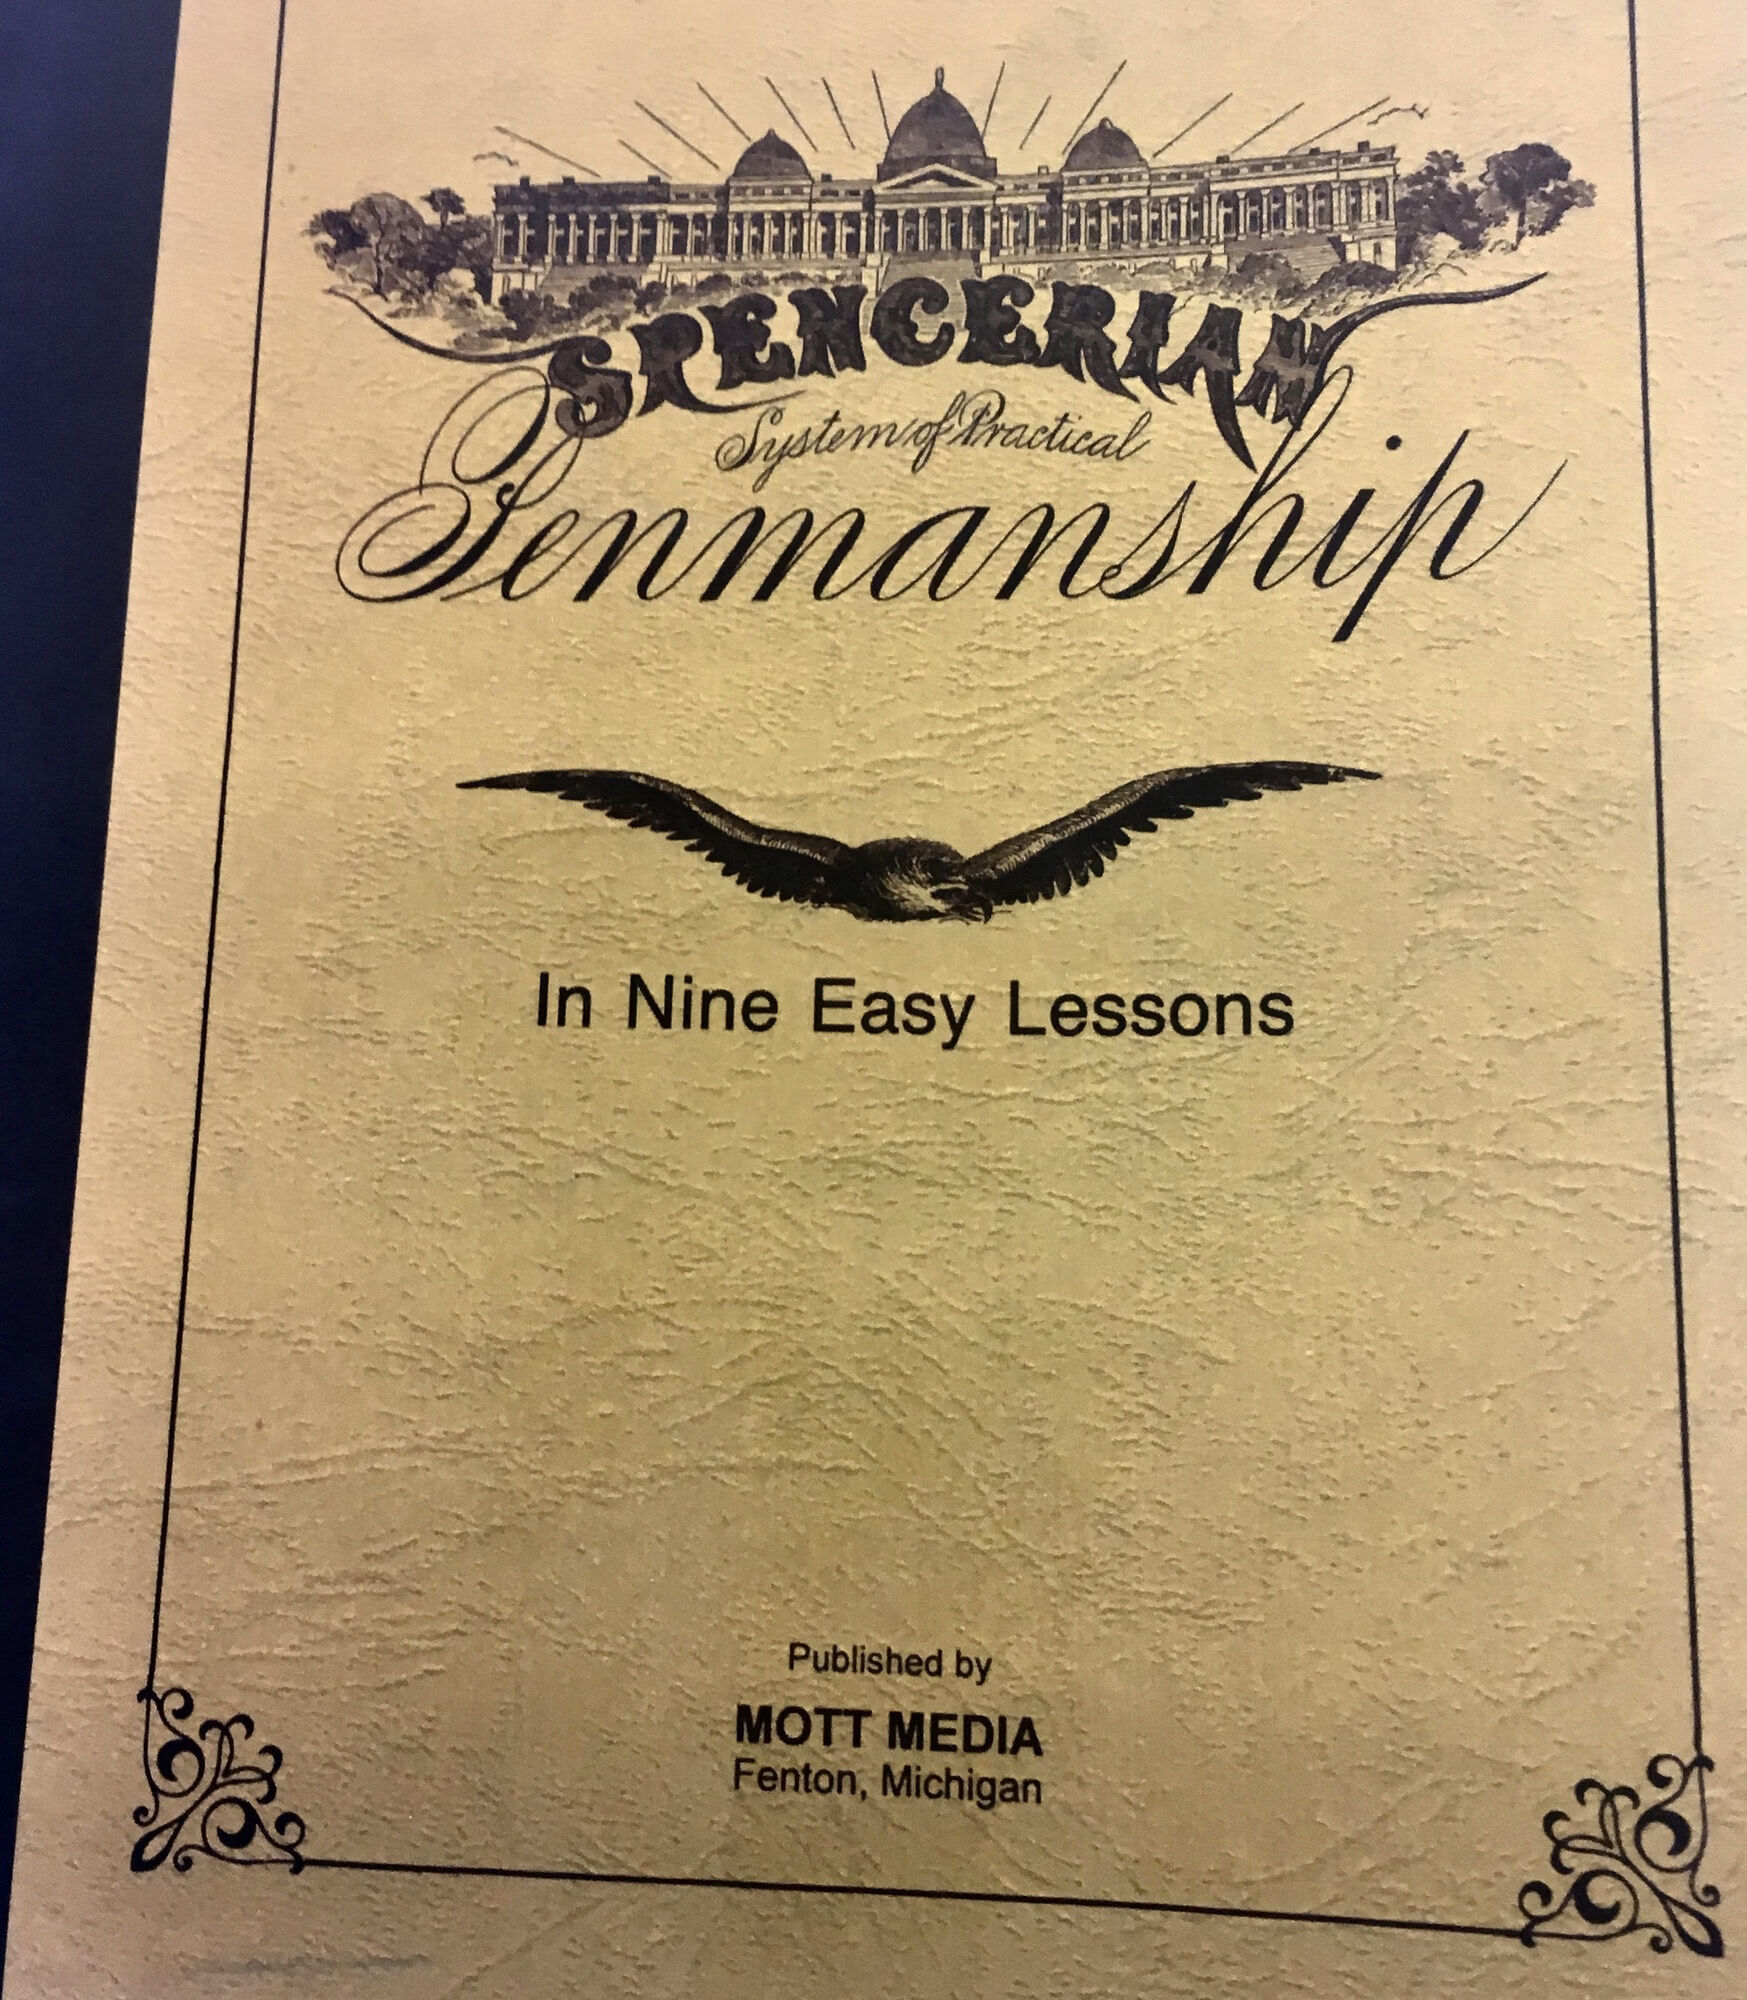 SPENCERIAN
System of Practical
Penmanship
In Nine Easy Lessons
Published by
MOTT MEDIA
Fenton, Michigan